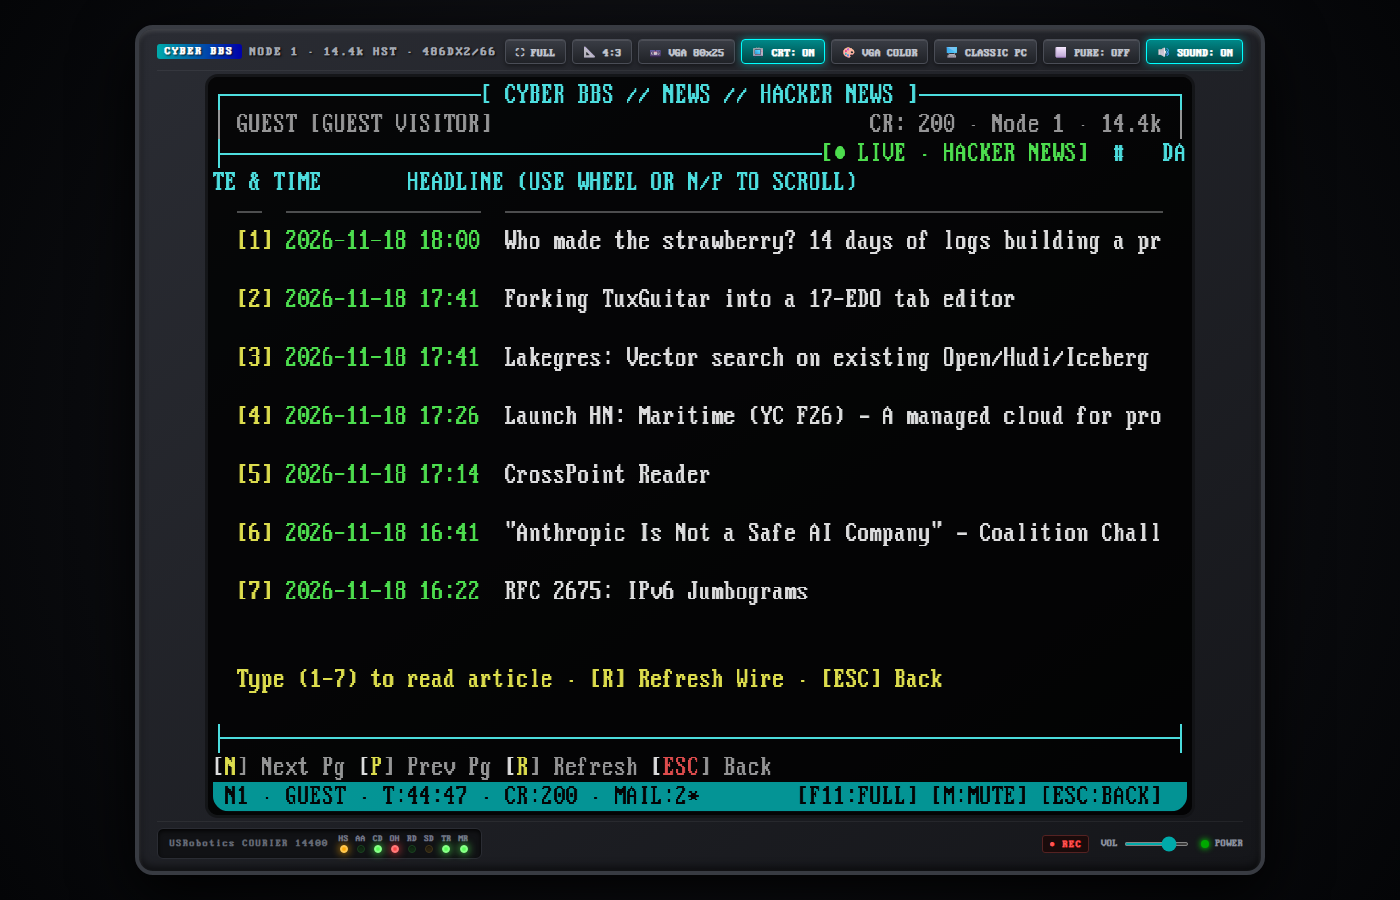 CYBER BBS NODE 1 · 14.4k HST · 486DX2/66 FULL 4:3 VGA 80x25 CRT: ON VGA COLOR CLASSIC PC PURE: OFF SOUND: ON
[ CYBER BBS // NEWS // HACKER NEWS ]
GUEST [GUEST VISITOR] CR: 200 · Node 1 · 14.4k
[● LIVE · HACKER NEWS] # DA
TE & TIME HEADLINE (USE WHEEL OR N/P TO SCROLL)
[1] 2026-11-18 18:00 Who made the strawberry? 14 days of logs building a pr
[2] 2026-11-18 17:41 Forking TuxGuitar into a 17-EDO tab editor
[3] 2026-11-18 17:41 Lakegres: Vector search on existing Open/Hudi/Iceberg
[4] 2026-11-18 17:26 Launch HN: Maritime (YC F26) - A managed cloud for pro
[5] 2026-11-18 17:14 CrossPoint Reader
[6] 2026-11-18 16:41 "Anthropic Is Not a Safe AI Company" - Coalition Chall
[7] 2026-11-18 16:22 RFC 2675: IPv6 Jumbograms
Type (1-7) to read article · [R] Refresh Wire · [ESC] Back
[N] Next Pg [P] Prev Pg [R] Refresh [ESC] Back
N1 · GUEST · T:44:47 · CR:200 · MAIL:2* [F11:FULL] [M:MUTE] [ESC:BACK]
USRobotics COURIER 14400 HS AA CD OH RD SD TR MR ● REC VOL POWER